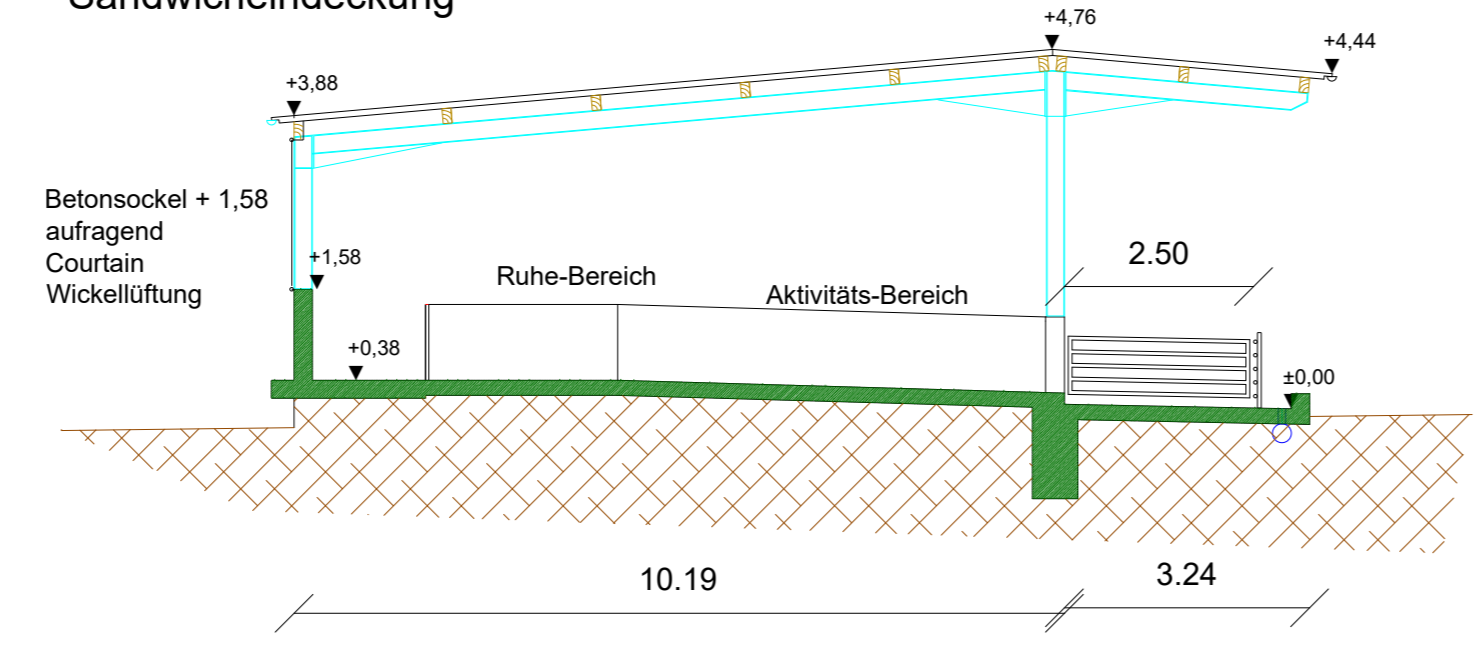 Sandwicheindeckung
+4,76
+4,44
+3,88
Betonsockel + 1,58
aufragend
Courtain
Wickellüftung
+1,58
2.50
Ruhe-Bereich
Aktivitäts-Bereich
+0,38
±0,00
10.19
3.24